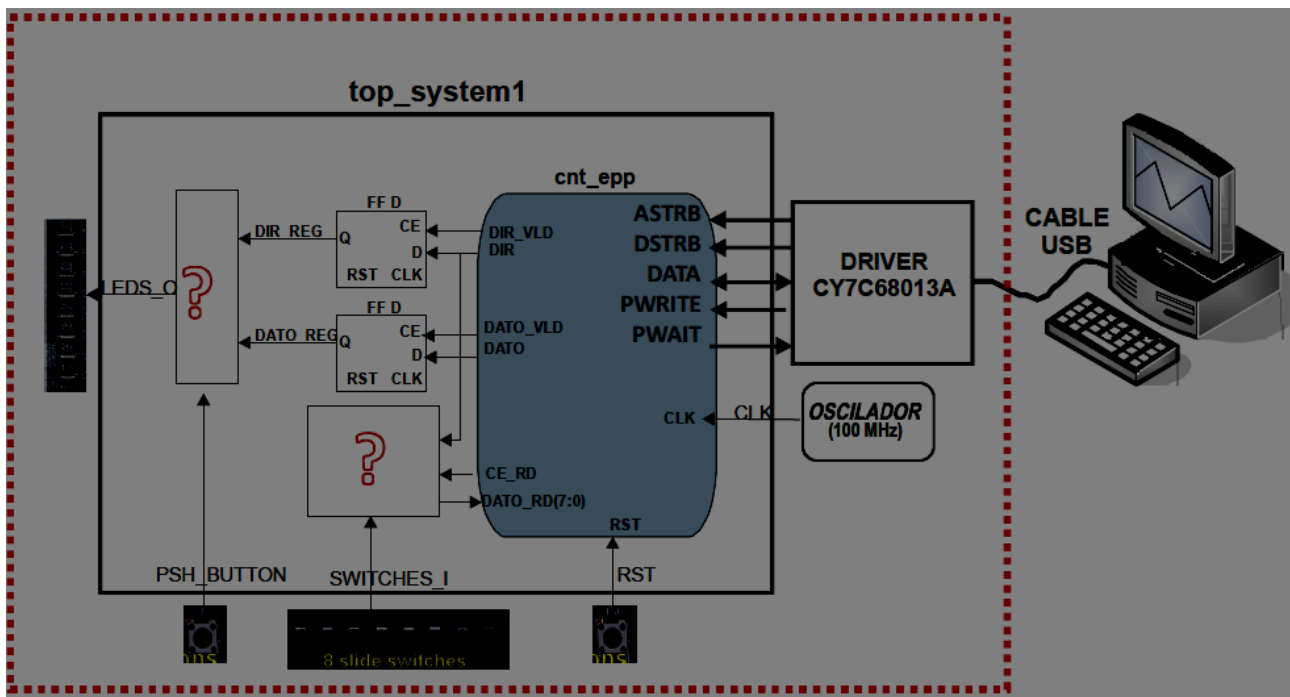 top_system1
cnt_epp
FF D
DIR_REG
Q
CE
D
RST CLK
DIR_VLD
DIR
ASTRB
DSTRB
DATA
PWRITE
PWAIT
DRIVER
CY7C68013A
CABLE
USB
LEDS_O
?
FF D
DATO_REG
Q
CE
D
RST CLK
DATO_VLD
DATO
CLK
CLK
OSCILADOR
(100 MHz)
?
CE_RD
DATO_RD(7:0)
RST
PSH_BUTTON
SWITCHES_I
RST
ons
8 slide switches
ons